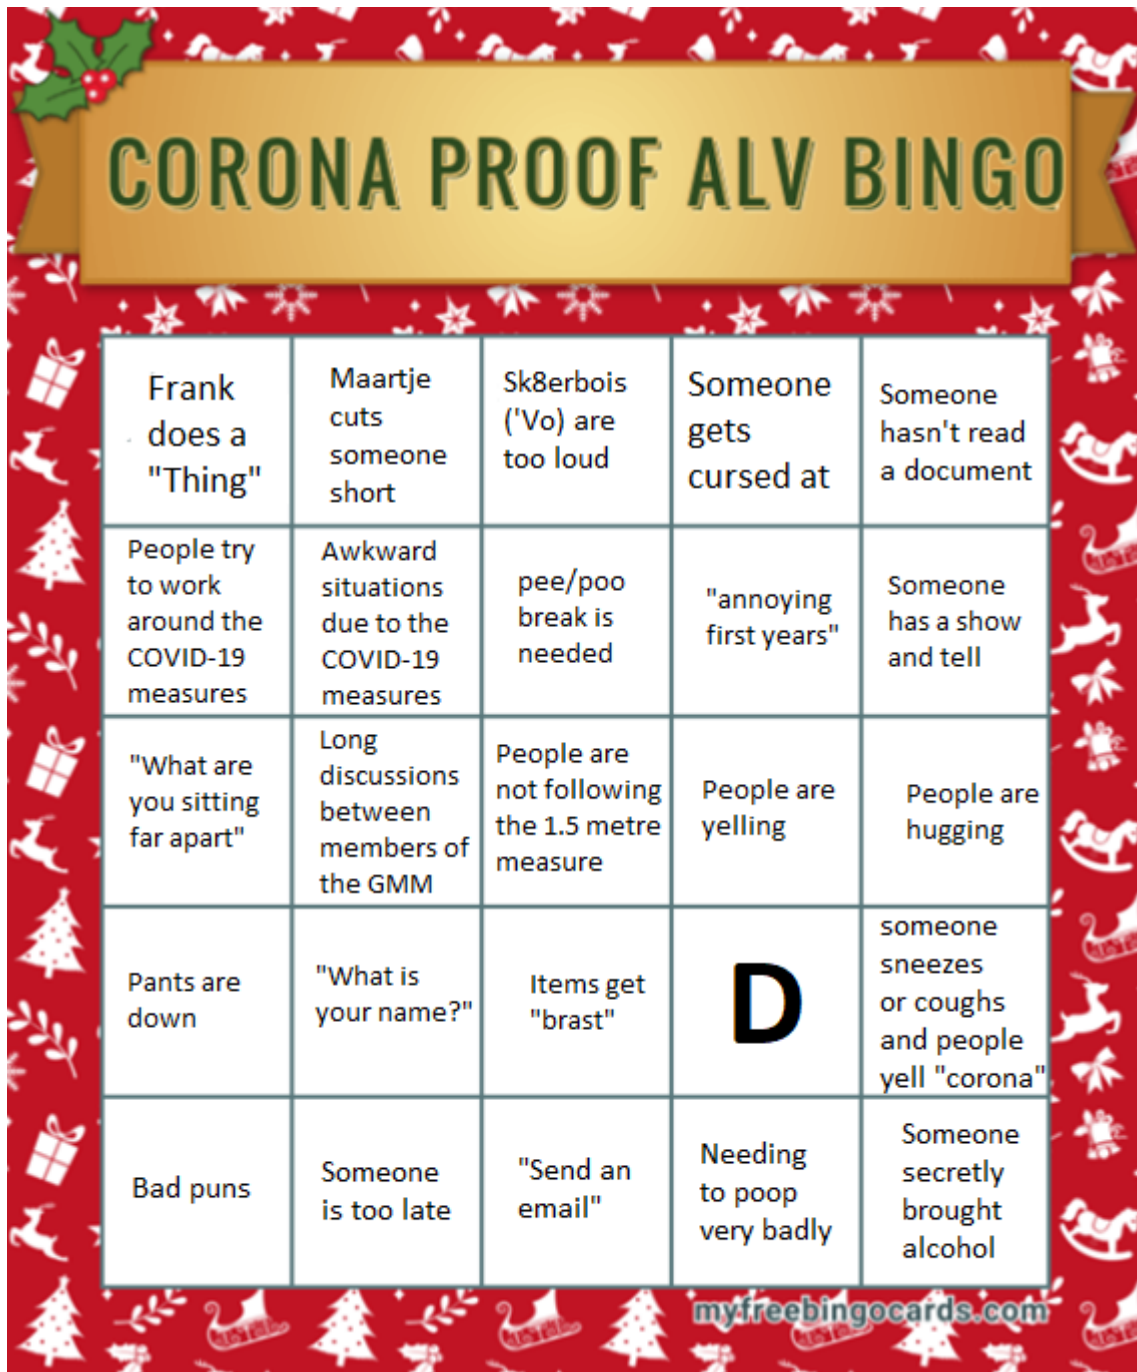 CORONA PROOF ALV BINGO
Frank
does a
"Thing"
Maartje
cuts
someone
short
Sk8erbois
('Vo) are
too loud
Someone
gets
cursed at
Someone
hasn't read
a document
People try
to work
around the
COVID-19
measures
Awkward
situations
due to the
COVID-19
measures
pee/poo
break is
needed
"annoying
first years"
Someone
has a show
and tell
"What are
you sitting
far apart"
Long
discussions
between
members of
the GMM
People are
not following
the 1.5 metre
measure
People are
yelling
People are
hugging
Pants are
down
"What is
your name?"
Items get
"brast"
D
someone
sneezes
or coughs
and people
yell "corona"
Bad puns
Someone
is too late
"Send an
email"
Needing
to poop
very badly
Someone
secretly
brought
alcohol
myfreebingocards.com